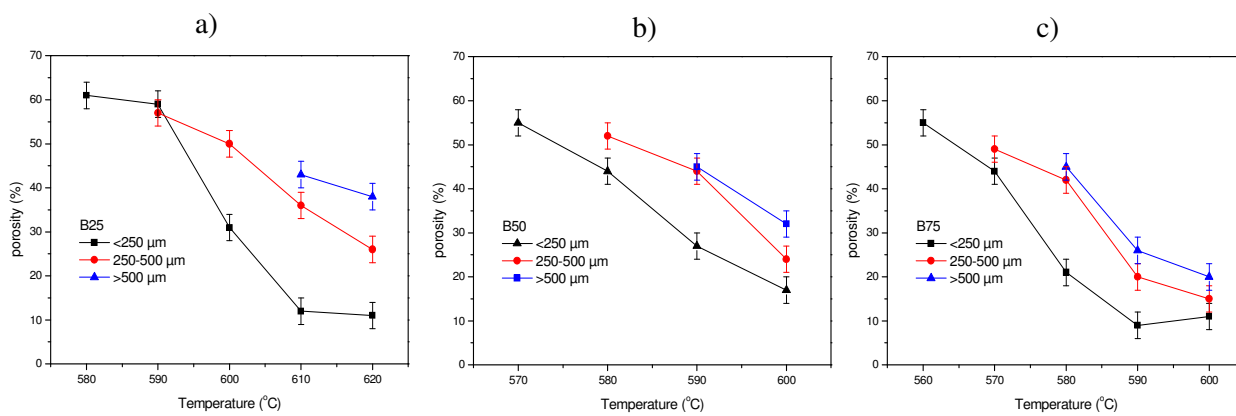 a)
b)
c)
70
60
50
40
30
20
10
0
porosity (%)
B25
<250 µm
250-500 µm
>500 µm
580 590 600 610 620
Temperature (°C)
70
60
50
40
30
20
10
0
porosity (%)
B50
<250 µm
250-500 µm
>500 µm
570 580 590 600
Temperature (°C)
70
60
50
40
30
20
10
0
porosity (%)
B75
<250 µm
250-500 µm
>500 µm
560 570 580 590 600
Temperature (°C)